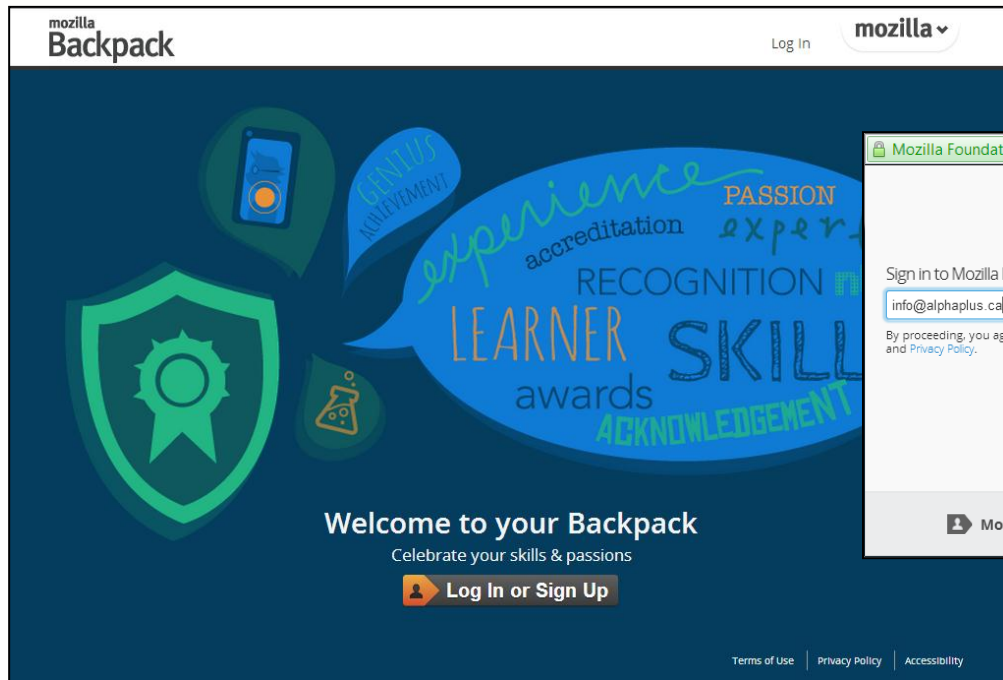 mozilla
Backpack
Log In
mozilla
GENIUS
ACHIEVEMENT
experience
PASSION
accreditation
exper
RECOGNITION n
LEARNER
SKILL
awards
ACKNOWLEDGEMENT
Mozilla Foundat
Sign in to Mozilla
info@alphaplus.ca
By proceeding, you ag
and Privacy Policy.
Mo
Welcome to your Backpack
Celebrate your skills & passions
Log In or Sign Up
Terms of Use
Privacy Policy
Accessibility